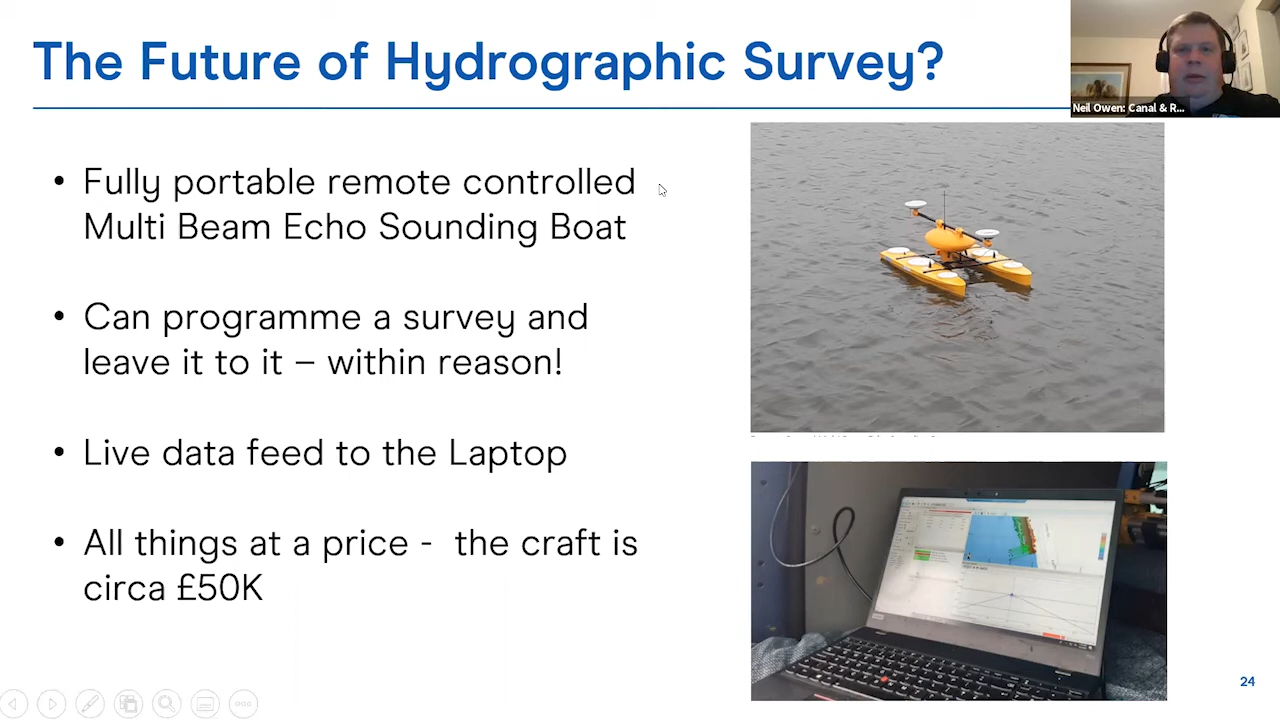 The Future of Hydrographic Survey?
Neil Owen: Canal & R...
• Fully portable remote controlled
Multi Beam Echo Sounding Boat
• Can programme a survey and
leave it to it – within reason!
• Live data feed to the Laptop
• All things at a price -  the craft is
circa £50K
24